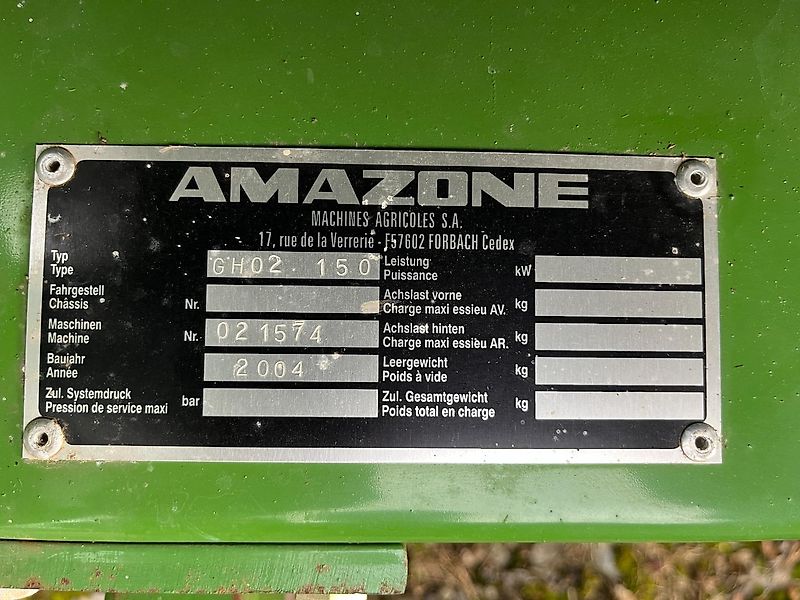 AMAZONE
MACHINES AGRICOLES S.A.
17, rue de la Verrerie - F57602 FORBACH Cedex
Typ
Type
GH02 150
Leistung
Puissance
kW
Fahrgestell
Châssis
Nr.
Achslast vorne
Charge maxi essieu AV.
kg
Maschinen
Machine
Nr.
021574
Achslast hinten
Charge maxi essieu AR.
kg
Baujahr
Année
2004
Leergewicht
Poids à vide
kg
Zul. Systemdruck
Pression de service maxi
bar
Zul. Gesamtgewicht
Poids total en charge
kg